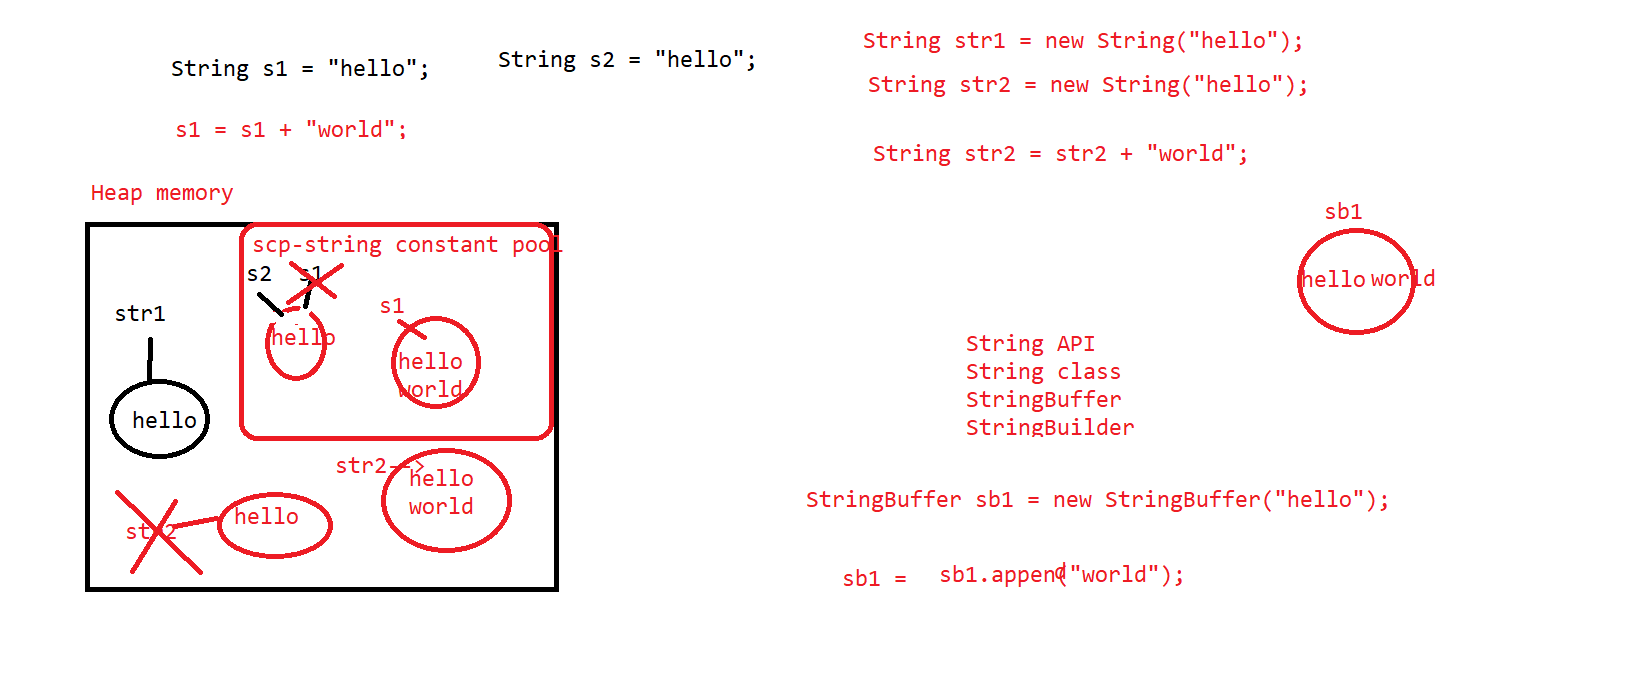 String s1 = "hello";
String s2 = "hello";
s1 = s1 + "world";
String str1 = new String("hello");
String str2 = new String("hello");
String str2 = str2 + "world";
Heap memory
scp-string constant pool
s2 s1
hello
s1
hello
world
str1
hello
str2-->
hello
world
str2
hello
sb1
hello world
String API
String class
StringBuffer
StringBuilder
StringBuffer sb1 = new StringBuffer("hello");
sb1 = sb1.append("world");